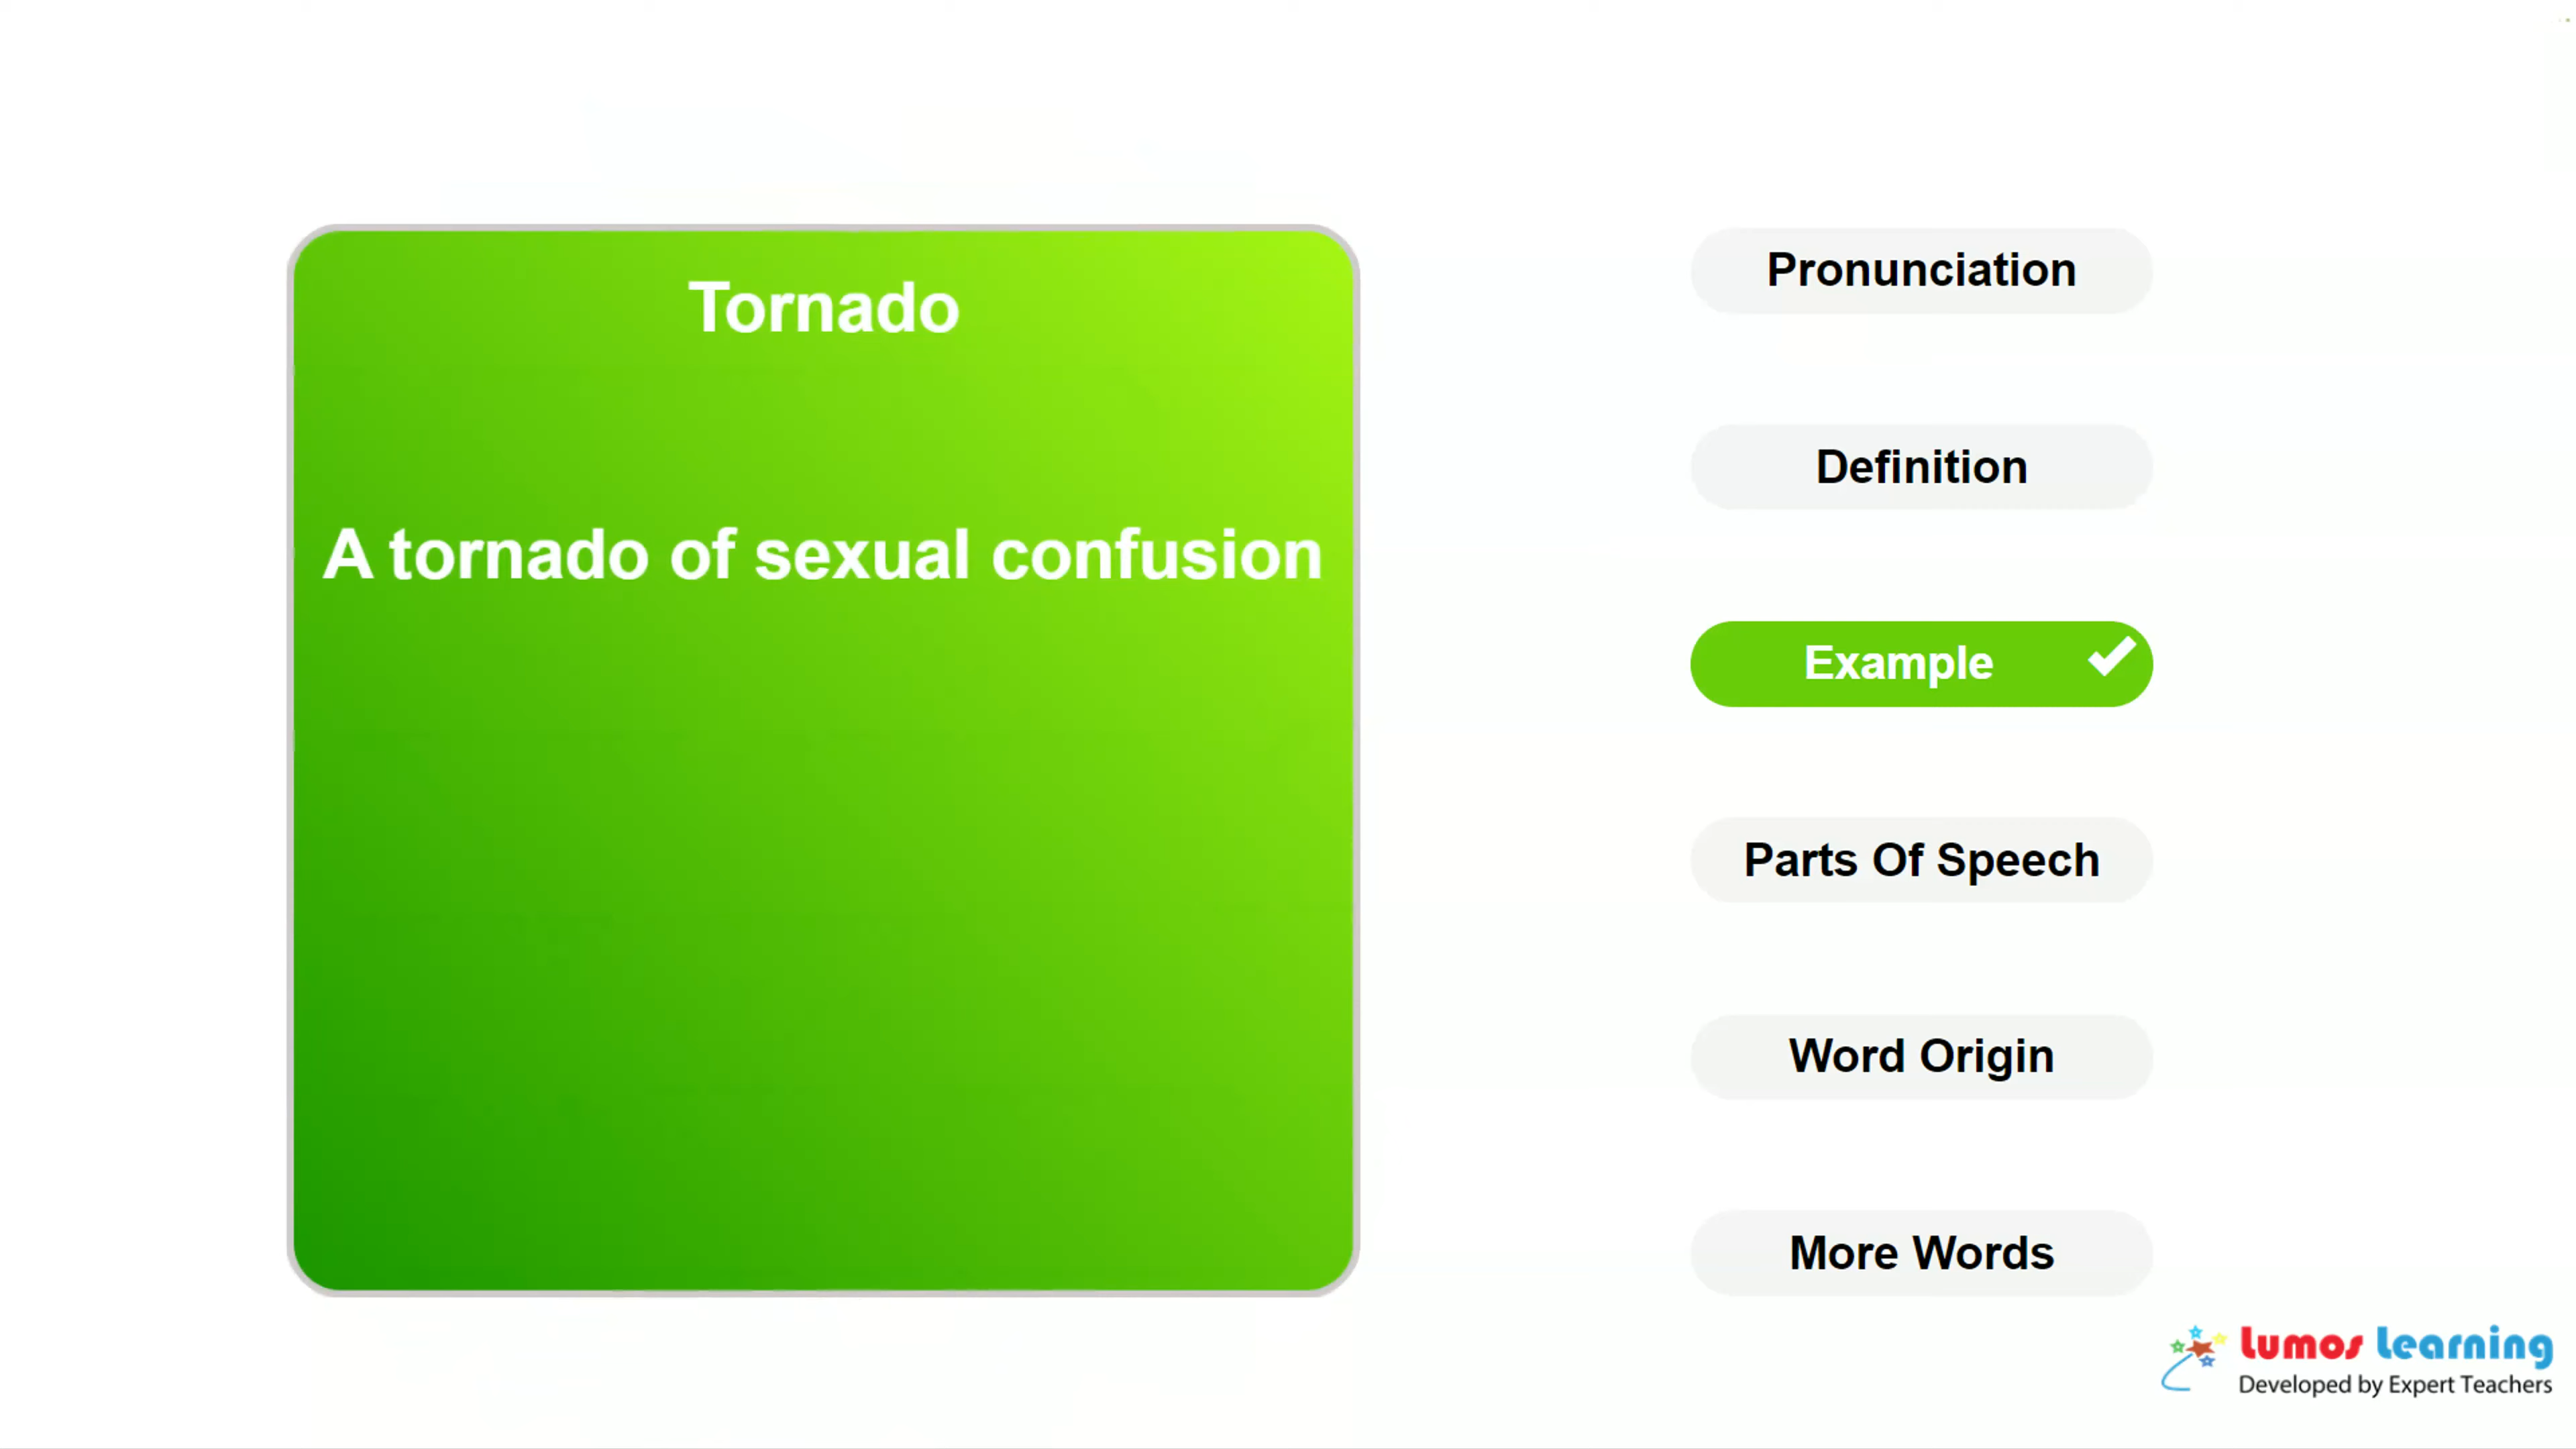 Tornado
A tornado of sexual confusion
Pronunciation
Definition
Example
Parts Of Speech
Word Origin
More Words
Lumos Learning
Developed by Expert Teachers